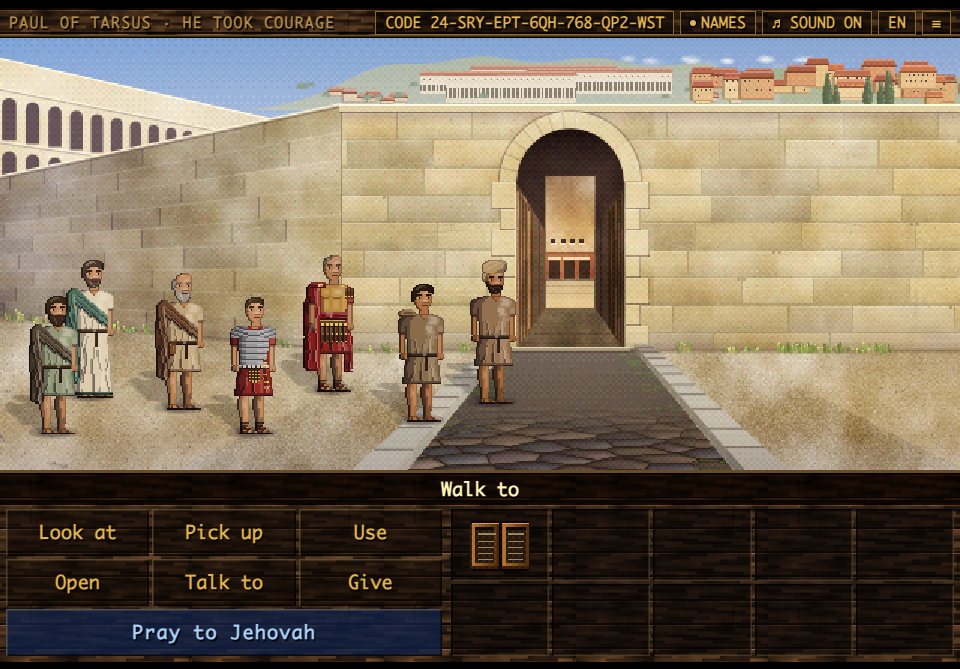 PAUL OF TARSUS · HE TOOK COURAGE
CODE 24-SRY-EPT-6QH-768-QP2-WST
• NAMES
♬ SOUND ON
EN
≡
Walk to
Look at
Pick up
Use
Open
Talk to
Give
Pray to Jehovah